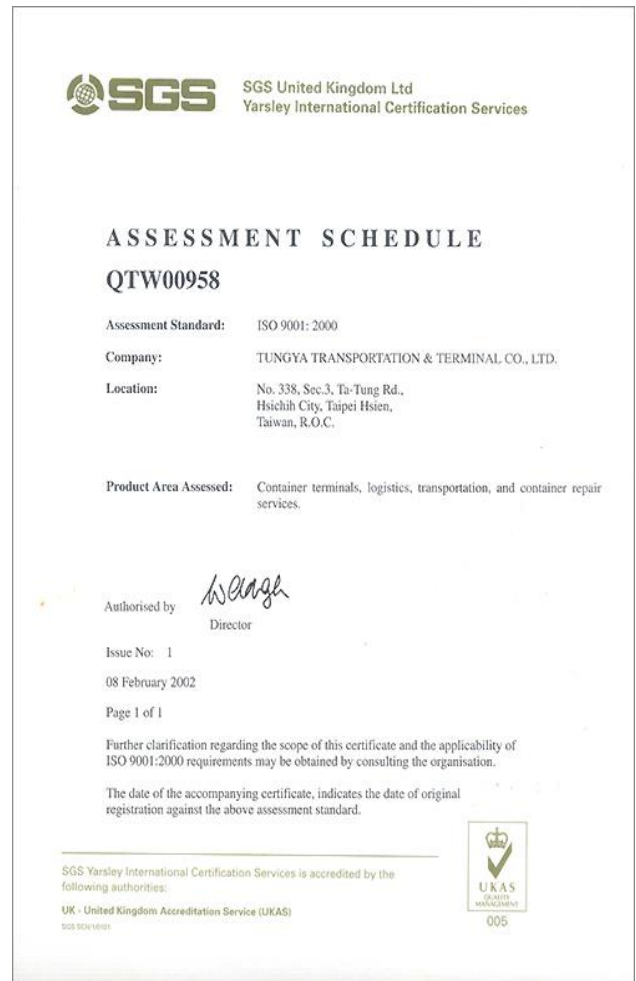 SGS
SGS United Kingdom Ltd
Yarsley International Certification Services
ASSESSMENT SCHEDULE
QTW00958
Assessment Standard: ISO 9001: 2000
Company: TUNGYA TRANSPORTATION & TERMINAL CO., LTD.
Location: No. 338, Sec.3, Ta-Tung Rd.,
Hsichih City, Taipei Hsien,
Taiwan, R.O.C.
Product Area Assessed: Container terminals, logistics, transportation, and container repair
services.
Authorised by
Director
Issue No: 1
08 February 2002
Page 1 of 1
Further clarification regarding the scope of this certificate and the applicability of
ISO 9001:2000 requirements may be obtained by consulting the organisation.
The date of the accompanying certificate, indicates the date of original
registration against the above assessment standard.
SGS Yarsley International Certification Services is accredited by the
following authorities:
UK - United Kingdom Accreditation Service (UKAS)
UKAS
QUALITY
MANAGEMENT
005